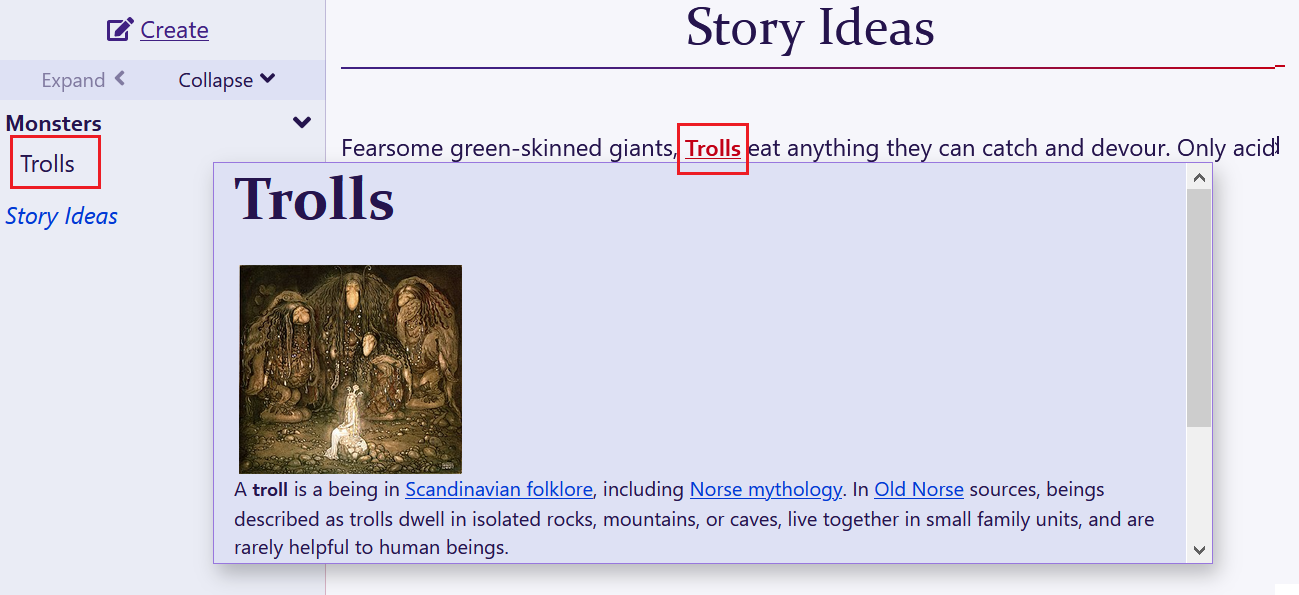 Create
Expand
Collapse
Monsters
Trolls
Story Ideas
Story Ideas
Fearsome green-skinned giants, Trolls eat anything they can catch and devour. Only acid
Trolls
A troll is a being in Scandinavian folklore, including Norse mythology. In Old Norse sources, beings
described as trolls dwell in isolated rocks, mountains, or caves, live together in small family units, and are
rarely helpful to human beings.